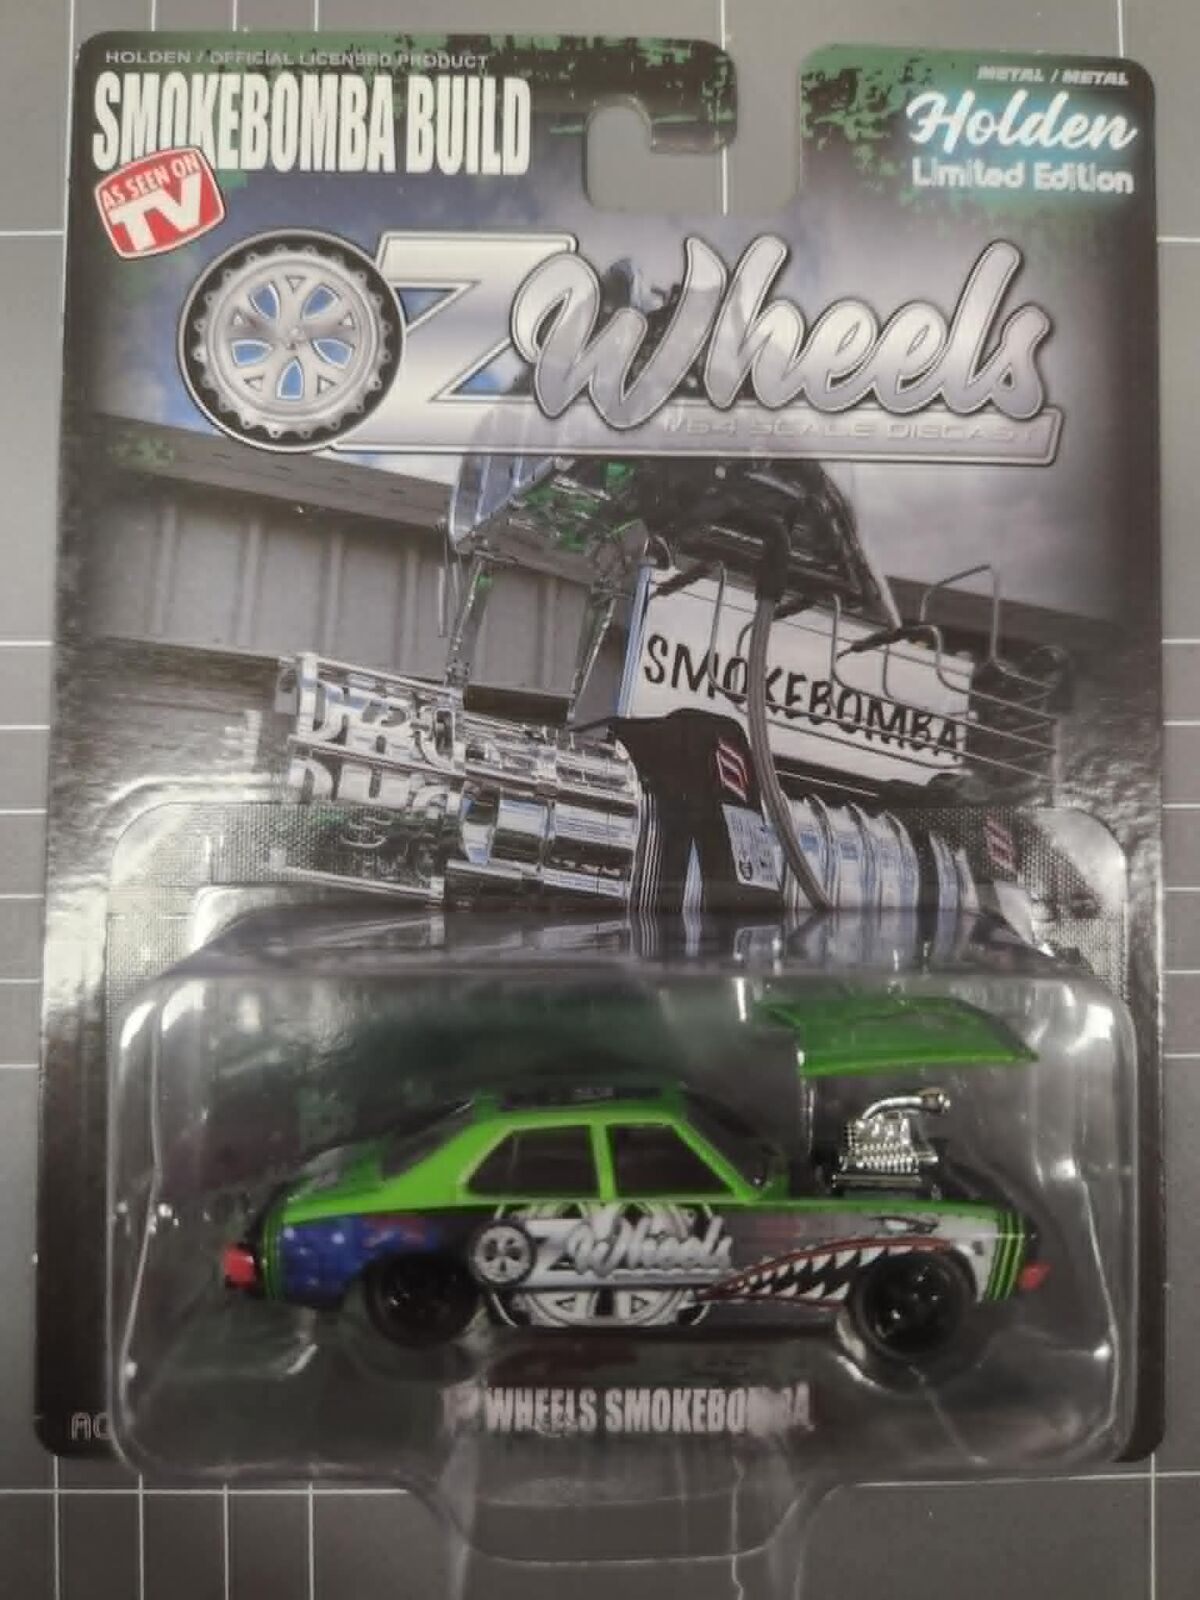 HOLDEN / OFFICIAL LICENSED PRODUCT
SMOKEBOMBA BUILD
AS SEEN ON
TV
METAL / METAL
Holden
Limited Edition
OZ Wheels
1/64 SCALE DIECAST
SMOKEBOMBA
OZ Wheels
WHEELS SMOKEBOMBA